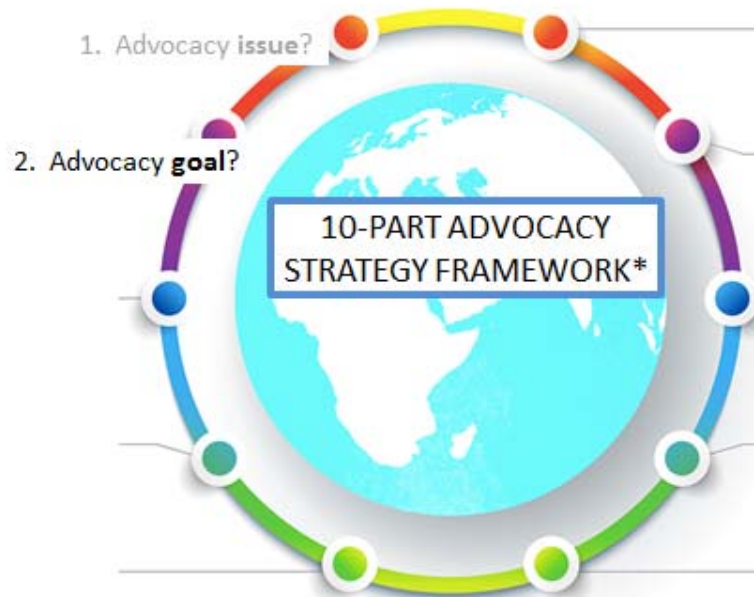 1. Advocacy issue?
2. Advocacy goal?
10-PART ADVOCACY
STRATEGY FRAMEWORK*